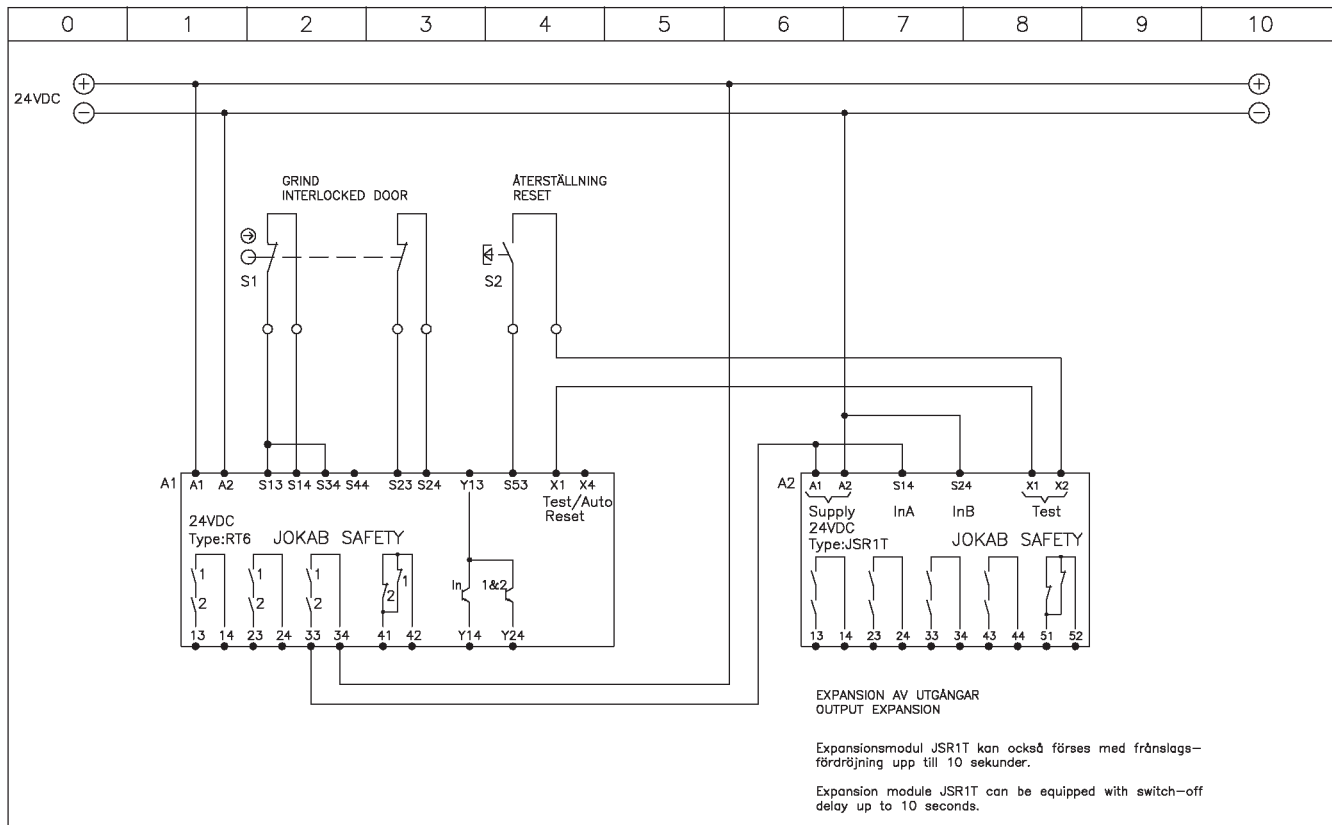 0 1 2 3 4 5 6 7 8 9 10
+ +
24VDC
− −
GRIND
INTERLOCKED DOOR
ÅTERSTÄLLNING
RESET
S1
S2
A1 A1 A2 S13 S14 S34 S44 S23 S24 Y13 S53 X1 X4
Test/Auto
Reset
24VDC
Type:RT6 JOKAB SAFETY
1 1 1 1
2 2 2 2
In 1&2
13 14 23 24 33 34 41 42 Y14 Y24
A2 A1 A2 S14 S24 X1 X2
Supply InA InB Test
24VDC
Type:JSR1T JOKAB SAFETY
13 14 23 24 33 34 43 44 51 52
EXPANSION AV UTGÅNGAR
OUTPUT EXPANSION
Expansionsmodul JSR1T kan också förses med frånslags-
fördröjning upp till 10 sekunder.
Expansion module JSR1T can be equipped with switch-off
delay up to 10 seconds.